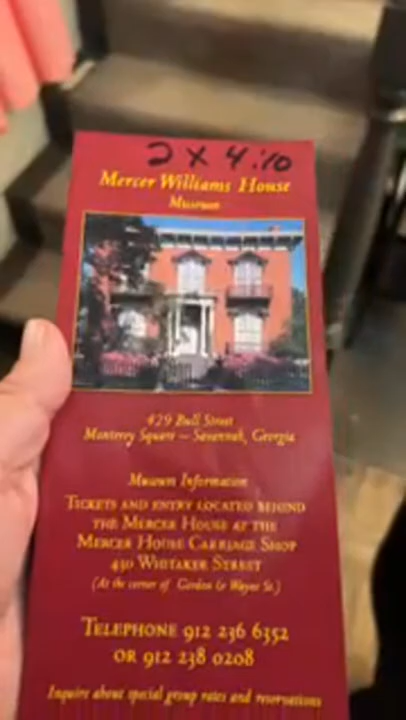 2 x 4:10
Mercer Williams House
Museum
429 Bull Street
Monterey Square ~ Savannah, Georgia
Museum Information
TICKETS AND ENTRY LOCATED BEHIND
THE MERCER HOUSE AT THE
MERCER HOUSE CARRIAGE SHOP
430 WHITAKER STREET
(At the corner of Gordon & Wayne St.)
TELEPHONE 912 236 6352
OR 912 238 0208
Inquire about special group rates and reservations